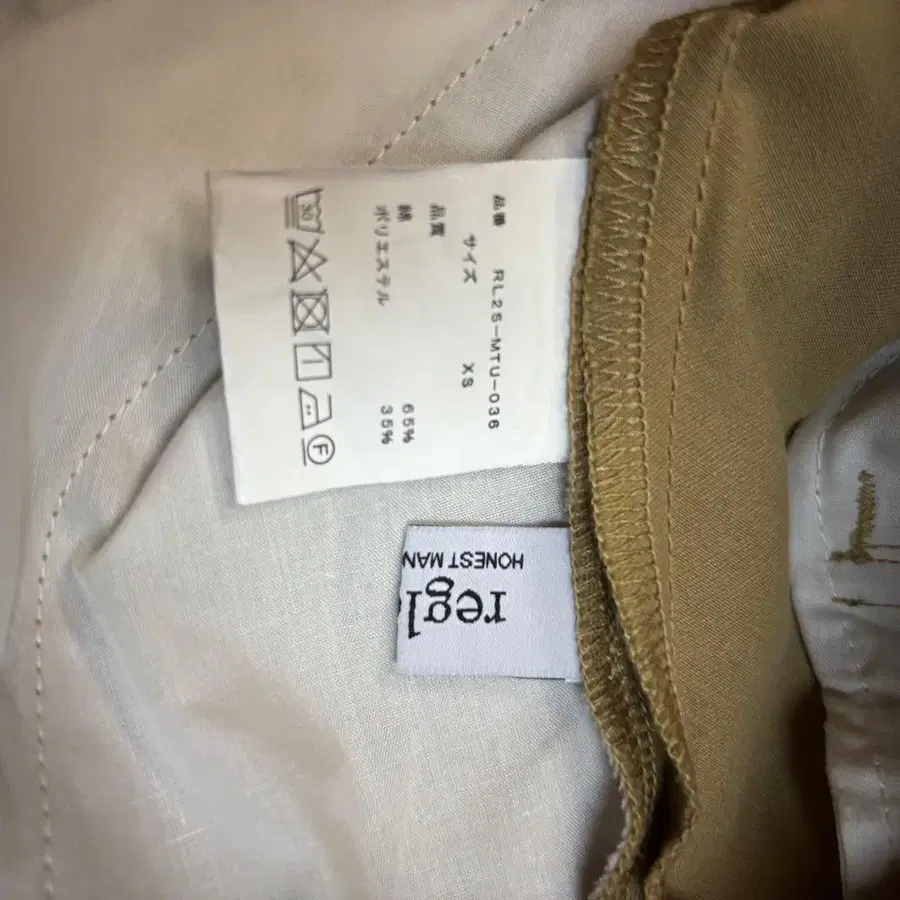 品番 RL25-MTU-036
サイズ XS
品質
綿 65%
ポリエステル 35%
30
F
regl
HONEST MAN